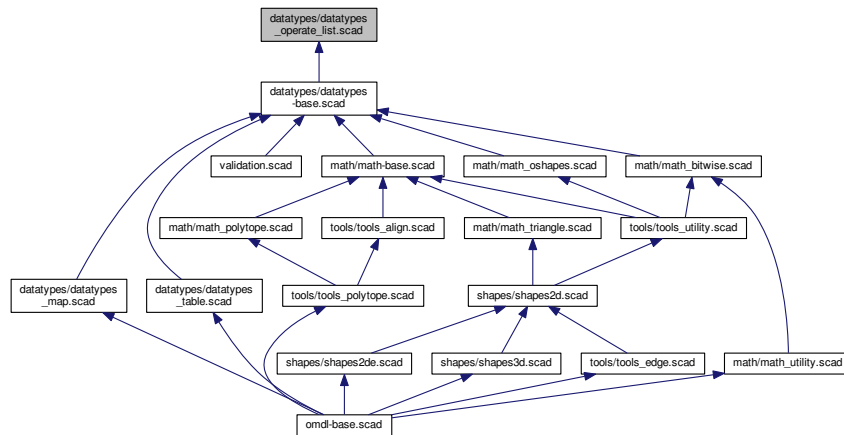 datatypes/datatypes
_operate_list.scad
datatypes/datatypes
-base.scad
validation.scad
math/math-base.scad
math/math_oshapes.scad
math/math_bitwise.scad
math/math_polytope.scad
tools/tools_align.scad
math/math_triangle.scad
tools/tools_utility.scad
datatypes/datatypes
_map.scad
datatypes/datatypes
_table.scad
tools/tools_polytope.scad
shapes/shapes2d.scad
shapes/shapes2de.scad
shapes/shapes3d.scad
tools/tools_edge.scad
math/math_utility.scad
omdl-base.scad